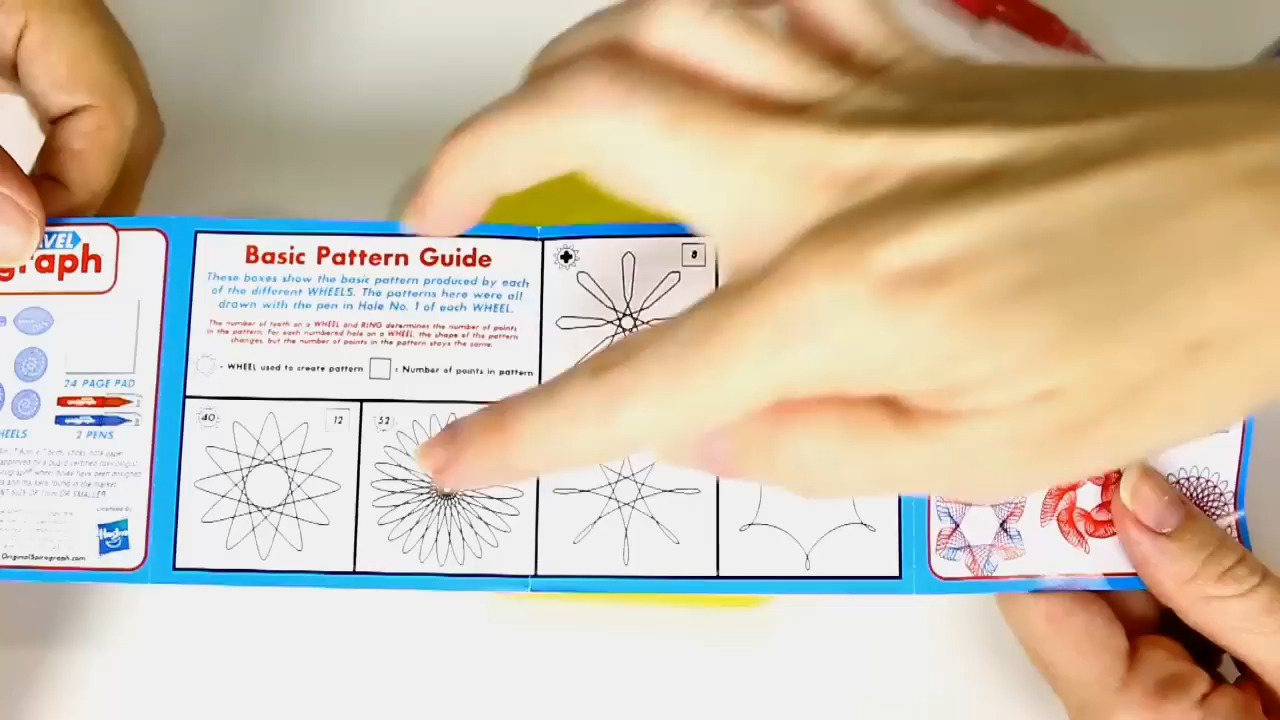 VEL
graph
24 PAGE PAD
HEELS
2 PENS
OriginalSpirograph.com
Hasbro
Basic Pattern Guide
These boxes show the basic pattern produced by each
of the different WHEELS. The patterns here were all
drawn with the pen in Hole No. 1 of each WHEEL.
The number of teeth on a WHEEL and RING determines the number of points
in the pattern. For each numbered hole on a WHEEL, the shape of the pattern
changes, but the number of points in the pattern stays the same.
- WHEEL used to create pattern
: Number of points in pattern
8
40
12
52